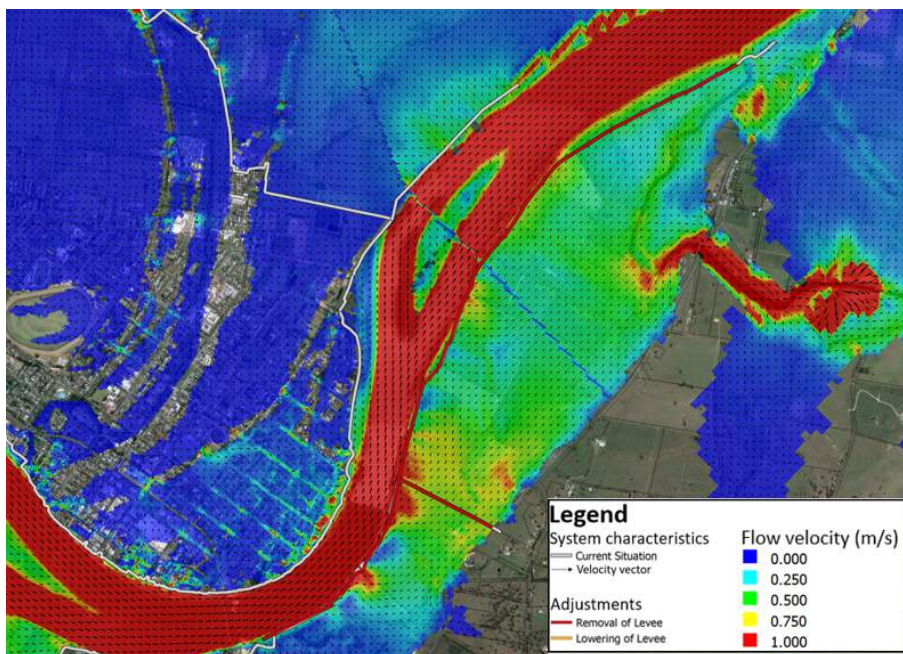 Legend
System characteristics
Current Situation
Velocity vector
Adjustments
Removal of Levee
Lowering of Levee
Flow velocity (m/s)
0.000
0.250
0.500
0.750
1.000